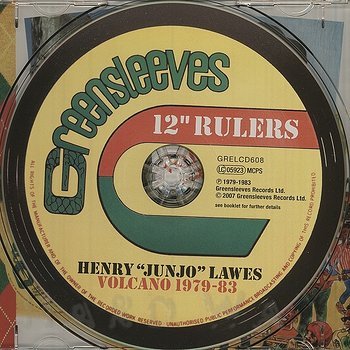 Greensleeves
12" RULERS
GRELCD608
LC 05923 MCPS
℗ 1979-1983
Greensleeves Records Ltd.
© 2007 Greensleeves Records Ltd.
see booklet for further details
HENRY "JUNJO" LAWES
VOLCANO 1979-83
ALL RIGHTS OF THE MANUFACTURER AND OF THE OWNER OF THE RECORDED WORK RESERVED · UNAUTHORISED PUBLIC PERFORMANCE BROADCASTING AND COPYING OF THIS RECORD PROHIBITED